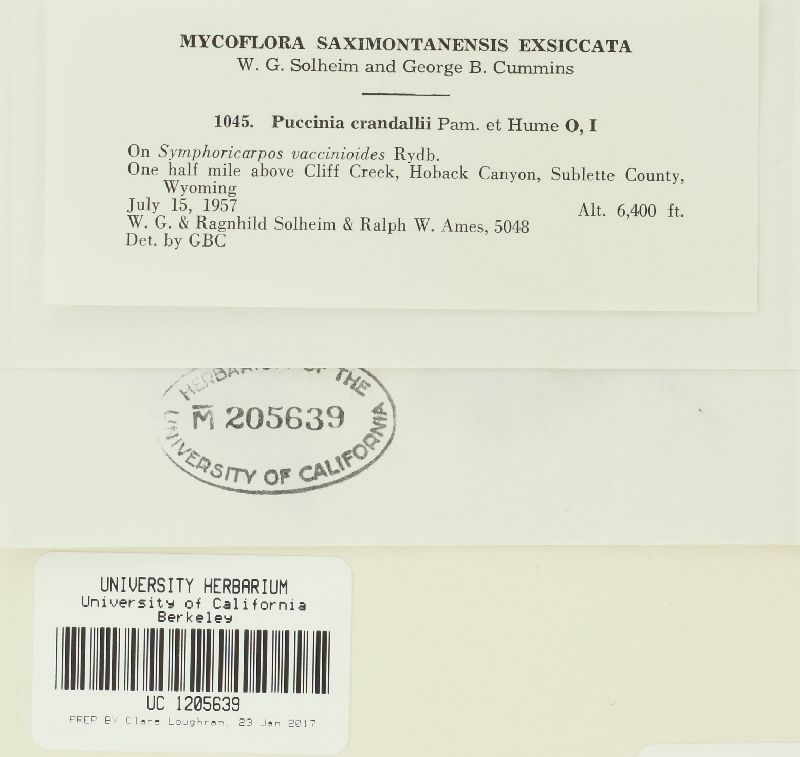 MYCOFLORA SAXIMONTANENSIS EXSICCATA
W. G. Solheim and George B. Cummins
1045. Puccinia crandallii Pam. et Hume O, I
On Symphoricarpos vaccinioides Rydb.
One half mile above Cliff Creek, Hoback Canyon, Sublette County,
Wyoming
July 15, 1957
Alt. 6,400 ft.
W. G. & Ragnhild Solheim & Ralph W. Ames, 5048
Det. by GBC
HERBARIUM OF THE
M 205639
UNIVERSITY OF CALIFORNIA
UNIVERSITY HERBARIUM
University of California
Berkeley
UC 1205639
PREP BY Clare Loughran, 23 Jan 2017